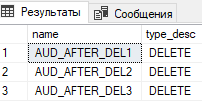 Результаты Сообщения
name type_desc
1 AUD_AFTER_DEL1 DELETE
2 AUD_AFTER_DEL2 DELETE
3 AUD_AFTER_DEL3 DELETE